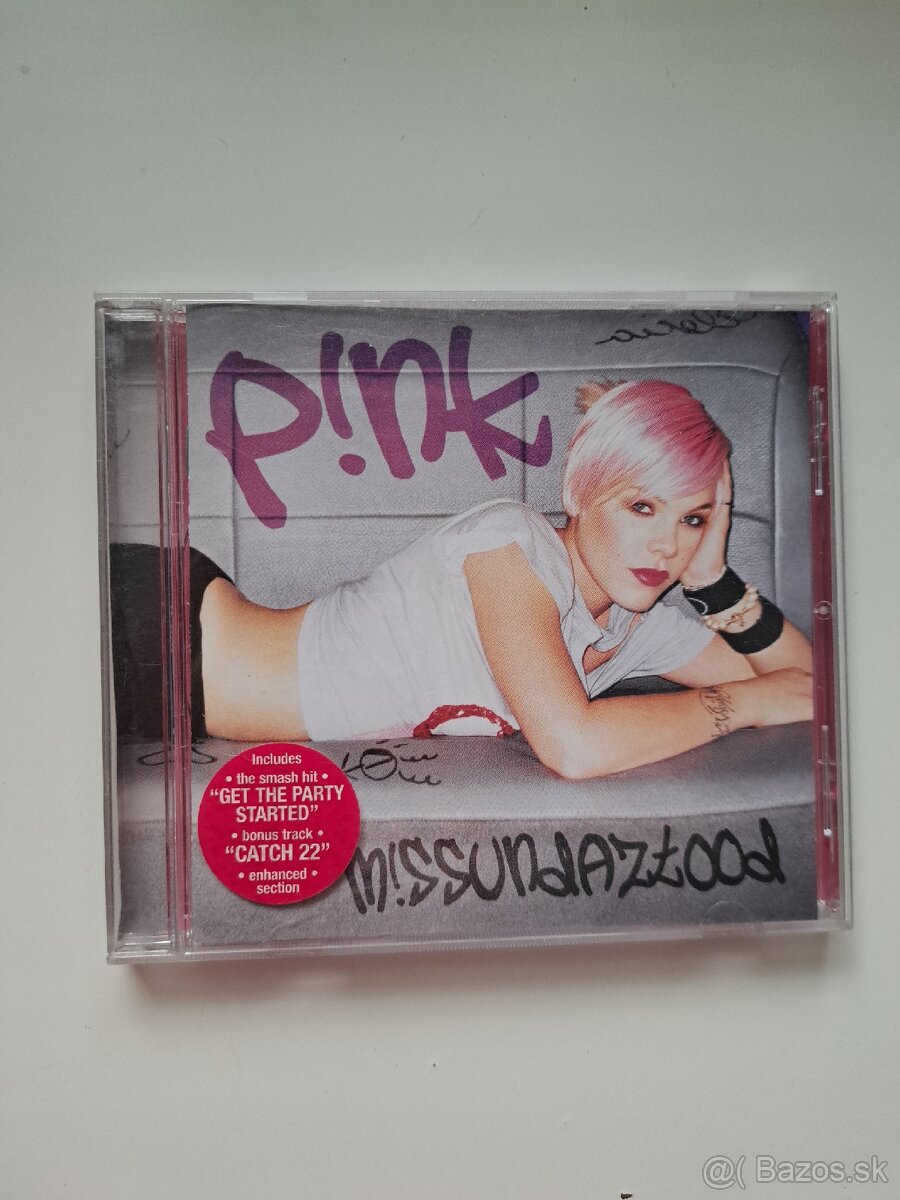 P!nk
Includes
• the smash hit •
“GET THE PARTY
STARTED”
• bonus track •
“CATCH 22”
• enhanced •
section
m!ssundaztood
@( Bazos.sk